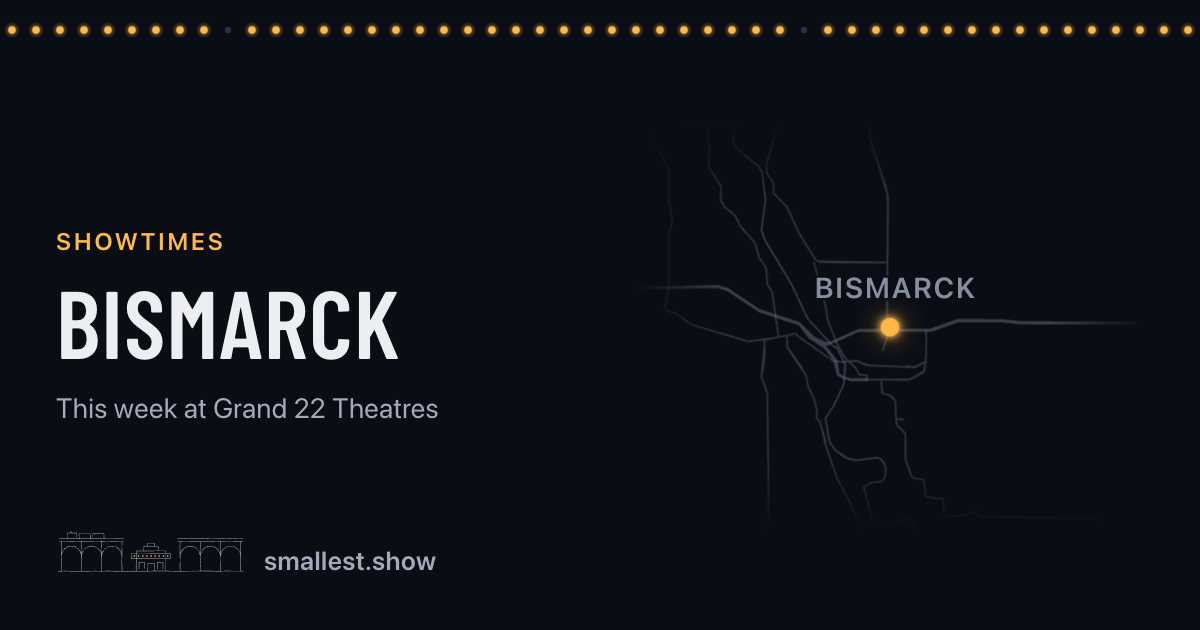 SHOWTIMES
BISMARCK
This week at Grand 22 Theatres
BISMARCK
smallest.show